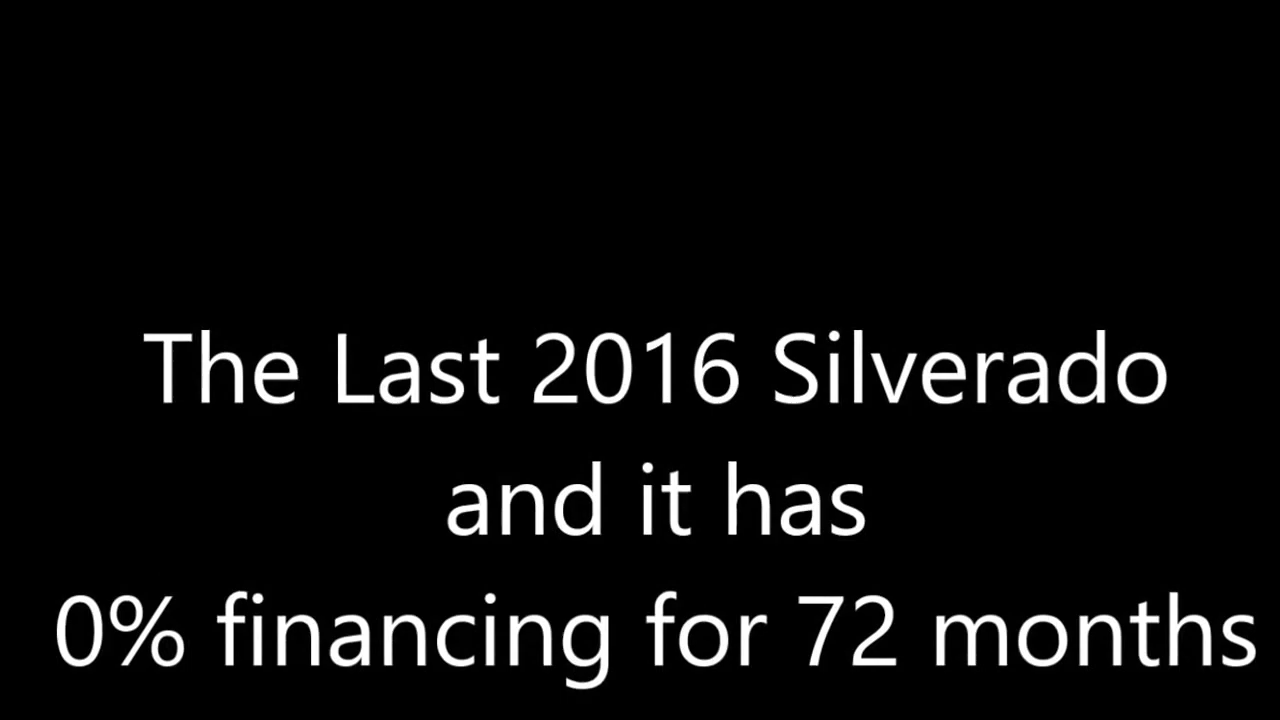 The Last 2016 Silverado
and it has
0% financing for 72 months